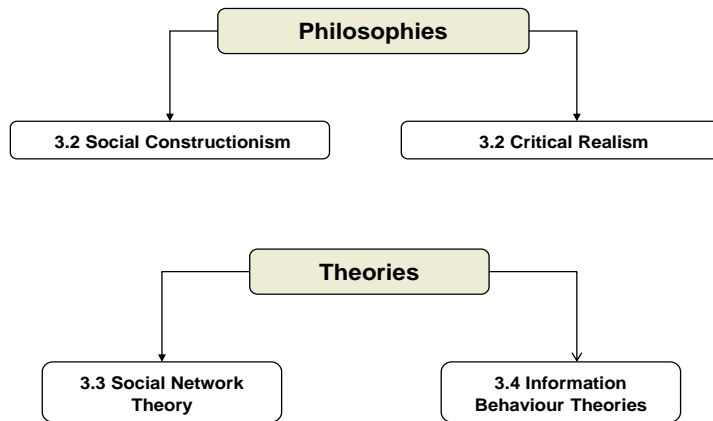 Philosophies
3.2 Social Constructionism
3.2 Critical Realism
Theories
3.3 Social Network
Theory
3.4 Information
Behaviour Theories